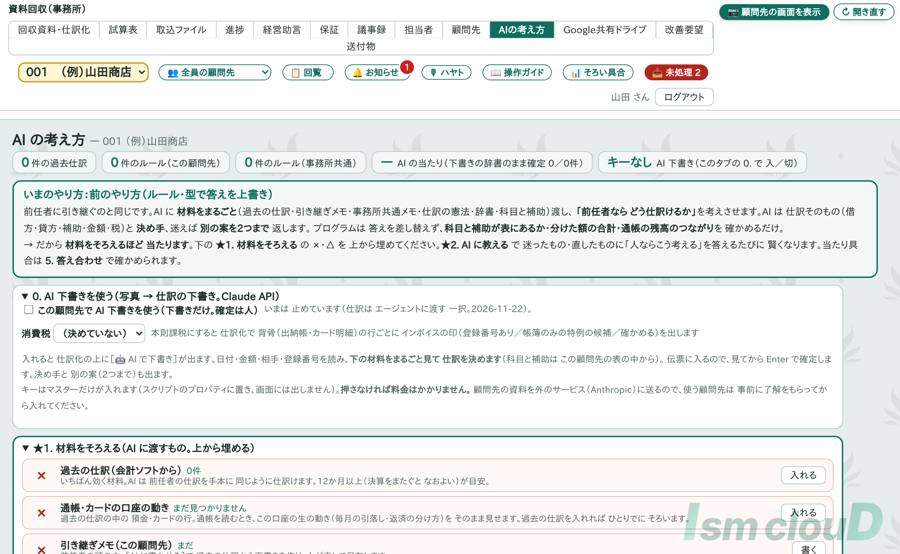 資料回収(事務所)
📷 顧客先の画面を表示
↻ 開き直す
回収資料・仕訳化 試算表 取込ファイル 進捗 経営助言 保証 議事録 担当者 顧問先 AIの考え方 Google共有ドライブ 改善要望
送付物
001 (例)山田商店 👥 全員の顧問先 📋 回覧 🔔 お知らせ 1 🎙 ハヤト 📖 操作ガイド 📊 そろい具合 📥 未処理 2
山田 さん ログアウト
AI の考え方 — 001 (例)山田商店
0 件の過去仕訳 0 件のルール(この顧問先) 0 件のルール(事務所共通) — AI の当たり(下書きの辞書のまま確定 0/0件) キーなし AI 下書き(このタブの 0. で 入/切)
いまのやり方:前のやり方(ルール・型で答えを上書き)
前任者に引き継ぐのと同じです。AI に 材料をまるごと(過去の仕訳・引き継ぎメモ・事務所共通メモ・仕訳の憲法・辞書・科目と補助)渡し、「前任者なら どう仕訳けるか」を考えさせます。AI は 仕訳そのもの(借
方・貸方・補助・金額・税)と 決め手、迷えば 別の案を2つまで 返します。プログラムは 答えを差し替えず、科目と補助が表にあるか・分けた額の合計・通帳の残高のつながりを 確かめるだけ。
→ だから 材料をそろえるほど 当たります。下の ★1. 材料をそろえる の ×・△ を 上から埋めてください。★2. AI に教える で 迷ったもの・直したものに「人ならこう考える」を答えるたびに 賢くなります。当たり具
合は 5. 答え合わせ で確かめられます。
▼ 0. AI 下書きを使う(写真 → 仕訳の下書き。Claude API)
この顧問先で AI 下書きを使う(下書きだけ。確定は人) いまは 止めています(仕訳は エージェントに渡す 一択。2026-11-22)。
消費税 (決めていない) 本則課税にすると 仕訳化で 背骨(出納帳・カード明細)の行ごとに インボイスの印(登録番号あり/帳簿のみの特例の候補/確かめる)を出します
入れると 仕訳化の上に[🤖 AI で下書き]が出ます。日付・金額・相手・登録番号を読み、下の材料をまるごと見て 仕訳を決めます(科目と補助は この顧問先の表の中から)。 伝票に入るので、見てから Enter で確定しま
す。決め手と 別の案(2つまで)も出ます。
キーはマスターだけが入れます(スクリプトのプロパティに置き、画面には出しません)。押さなければ料金はかかりません。 顧問先の資料を外のサービス(Anthropic)に送るので、使う顧問先は 事前に了解をもらってか
ら入れてください。
▼ ★1. 材料をそろえる(AI に渡すもの。上から埋める)
× 過去の仕訳(会計ソフトから) 0件 入れる
いちばん効く材料。AI は 前任者の仕訳を手本に 同じように仕訳けます。12か月以上(決算をまたぐと なおよい)が目安。
× 通帳・カードの口座の動き まだ見つかりません 入れる
過去の仕訳の中の 預金・カードの行。通帳を読むとき、この口座の生の動き(毎月の引落し・返済の分け方)を そのまま見せます。過去の仕訳を入れれば ひとりでに そろいます。
× 引き継ぎメモ(この顧問先) まだ 書く
Ism clouD